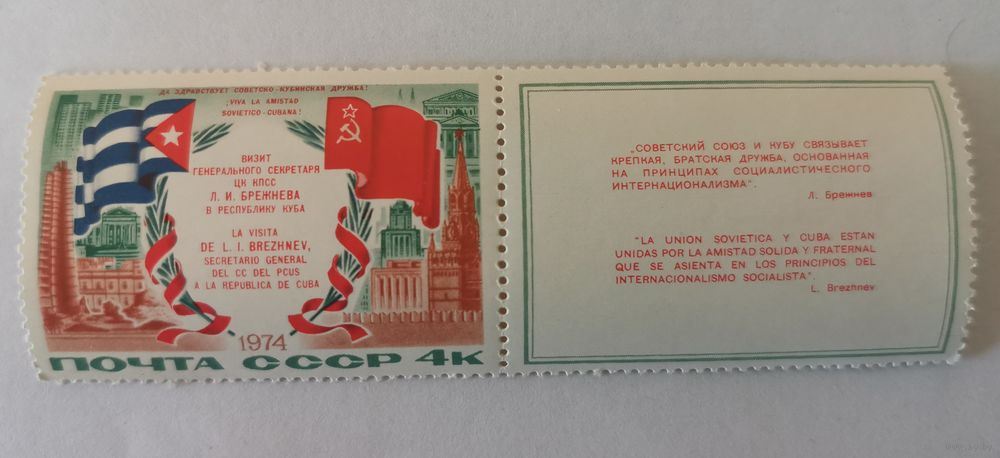 ДА ЗДРАВСТВУЕТ СОВЕТСКО-КУБИНСКАЯ ДРУЖБА!
¡VIVA LA AMISTAD
SOVIETICO-CUBANA!
ВИЗИТ
ГЕНЕРАЛЬНОГО СЕКРЕТАРЯ
ЦК КПСС
Л. И. БРЕЖНЕВА
В РЕСПУБЛИКУ КУБА
LA VISITA
DE L. I. BREZHNEV,
SECRETARIO GENERAL
DEL CC DEL PCUS
A LA REPUBLICA DE CUBA
1974
ПОЧТА СССР 4к
„СОВЕТСКИЙ СОЮЗ И КУБУ СВЯЗЫВАЕТ
КРЕПКАЯ, БРАТСКАЯ ДРУЖБА, ОСНОВАННАЯ
НА ПРИНЦИПАХ СОЦИАЛИСТИЧЕСКОГО
ИНТЕРНАЦИОНАЛИЗМА".
Л. Брежнев
"LA UNION SOVIETICA Y CUBA ESTAN
UNIDAS POR LA AMISTAD SOLIDA Y FRATERNAL
QUE SE ASIENTA EN LOS PRINCIPIOS DEL
INTERNACIONALISMO SOCIALISTA".
L. Brezhnev